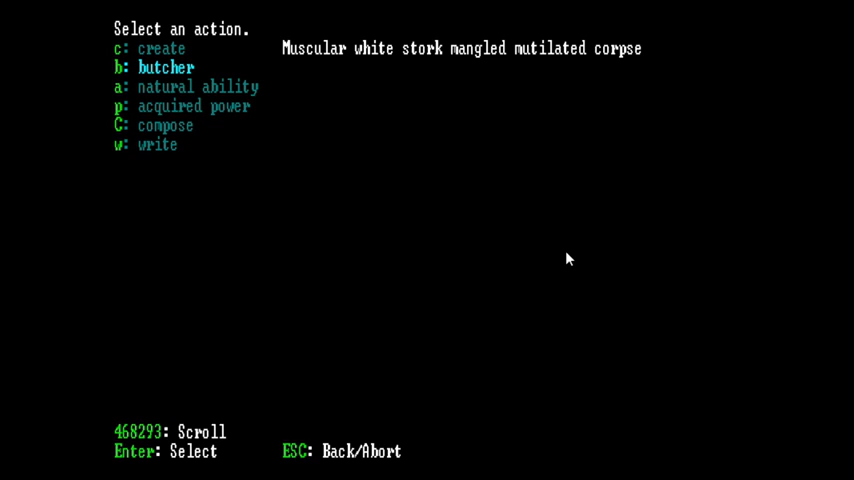 Select an action.
c: create Muscular white stork mangled mutilated corpse
b: butcher
a: natural ability
p: acquired power
C: compose
w: write
468293: Scroll
Enter: Select ESC: Back/Abort